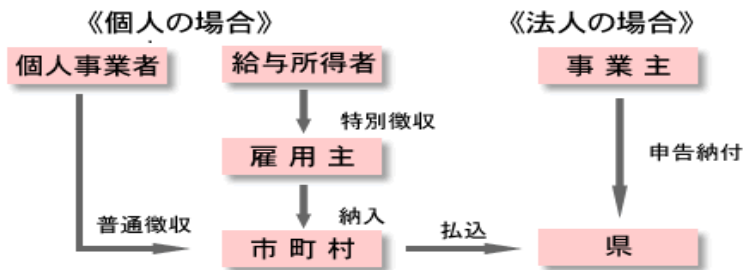 《個人の場合》
《法人の場合》
個人事業者
給与所得者
事業主
特別徴収
雇用主
申告納付
普通徴収
納入
払込
市町村
県